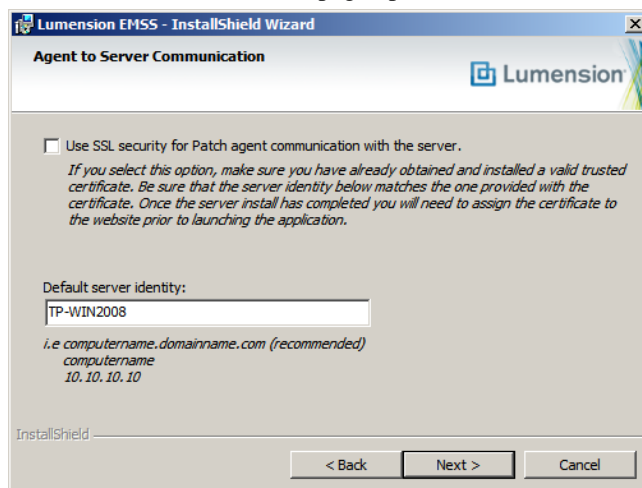 Lumension EMSS - InstallShield Wizard
Agent to Server Communication
Lumension
Use SSL security for Patch agent communication with the server.
If you select this option, make sure you have already obtained and installed a valid trusted
certificate. Be sure that the server identity below matches the one provided with the
certificate. Once the server install has completed you will need to assign the certificate to
the website prior to launching the application.
Default server identity:
TP-WIN2008
i.e computername.domainname.com (recommended)
computername
10.10.10.10
InstallShield
< Back Next > Cancel